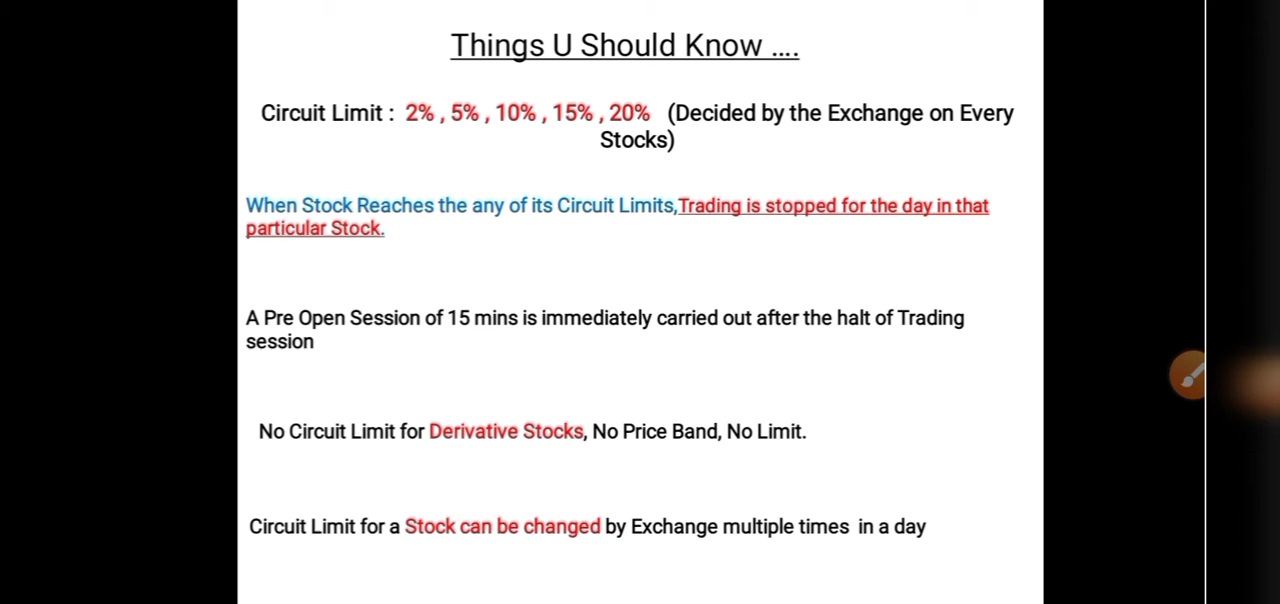 Things U Should Know ....
Circuit Limit : 2% , 5% , 10% , 15% , 20% (Decided by the Exchange on Every
Stocks)
When Stock Reaches the any of its Circuit Limits,Trading is stopped for the day in that
particular Stock.
A Pre Open Session of 15 mins is immediately carried out after the halt of Trading
session
No Circuit Limit for Derivative Stocks, No Price Band, No Limit.
Circuit Limit for a Stock can be changed by Exchange multiple times in a day